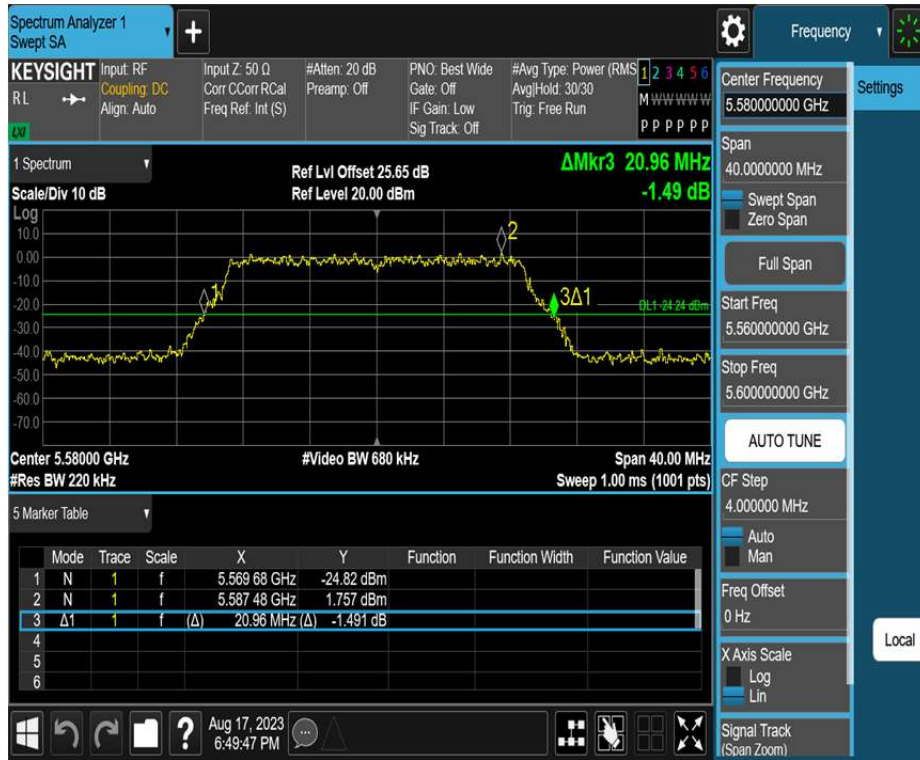 Spectrum Analyzer 1
Swept SA
+
Frequency
KEYSIGHT
RL
LXI
Input: RF
Coupling: DC
Align: Auto
Input Z: 50 Ω
Corr CCorr RCal
Freq Ref: Int (S)
#Atten: 20 dB
Preamp: Off
PNO: Best Wide
Gate: Off
IF Gain: Low
Sig Track: Off
#Avg Type: Power (RMS
Avg|Hold: 30/30
Trig: Free Run
1 2 3 4 5 6
M W W W W W
P P P P P P
1 Spectrum
Scale/Div 10 dB
Ref Lvl Offset 25.65 dB
Ref Level 20.00 dBm
ΔMkr3 20.96 MHz
-1.49 dB
Log
10.0
0.00
-10.0
-20.0
-30.0
-40.0
-50.0
-60.0
-70.0
1
2
3Δ1
DL1 -24.24 dBm
Center 5.58000 GHz
#Res BW 220 kHz
#Video BW 680 kHz
Span 40.00 MHz
Sweep 1.00 ms (1001 pts)
5 Marker Table
Mode Trace Scale X Y Function Function Width Function Value
1 N 1 f 5.569 68 GHz -24.82 dBm
2 N 1 f 5.587 48 GHz 1.757 dBm
3 Δ1 1 f (Δ) 20.96 MHz (Δ) -1.491 dB
4
5
6
?
Aug 17, 2023
6:49:47 PM
Center Frequency
5.580000000 GHz
Span
40.0000000 MHz
Swept Span
Zero Span
Full Span
Start Freq
5.560000000 GHz
Stop Freq
5.600000000 GHz
AUTO TUNE
CF Step
4.000000 MHz
Auto
Man
Freq Offset
0 Hz
X Axis Scale
Log
Lin
Signal Track
(Span Zoom)
Settings
Local